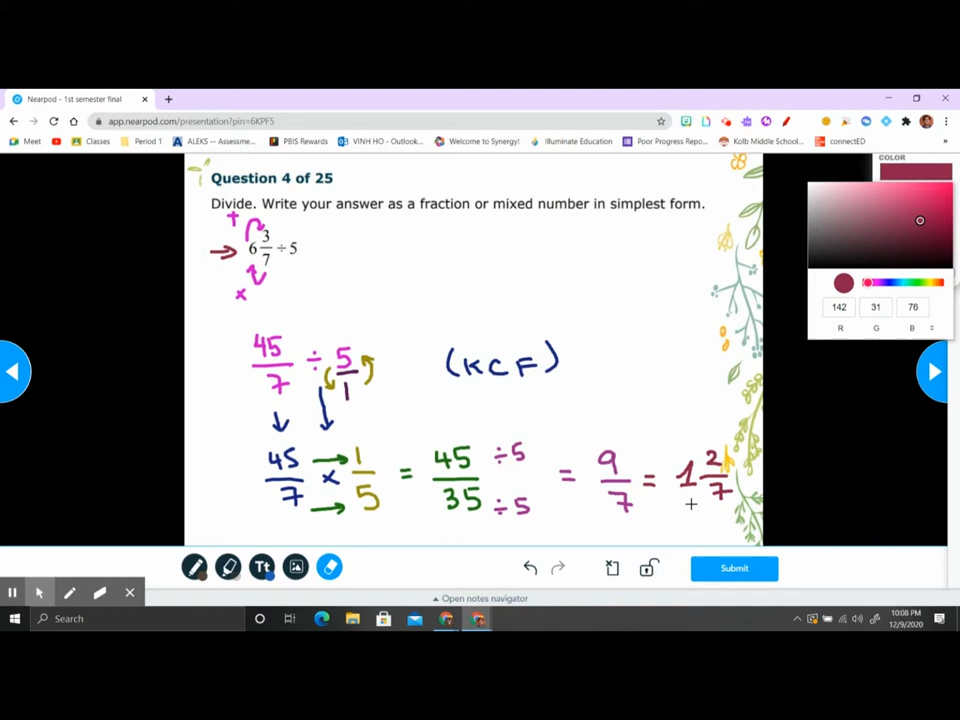 Nearpod - 1st semester final
app.nearpod.com/presentation?pin=6KPF5
Meet Classes Period 1 ALEKS -- Assessme... PBIS Rewards VINH HO - Outlook... Welcome to Synergy! Illuminate Education Poor Progress Repo... Kolb Middle School... connectED
COLOR
Question 4 of 25
Divide. Write your answer as a fraction or mixed number in simplest form.
+
6 3/7 ÷ 5
x
142 31 76
R G B
45/7 ÷ 5/1 (KCF)
45/7 x 1/5 = 45/35 ÷5/÷5 = 9/7 = 1 2/7
Tt
Submit
Open notes navigator
Search
10:08 PM
12/9/2020